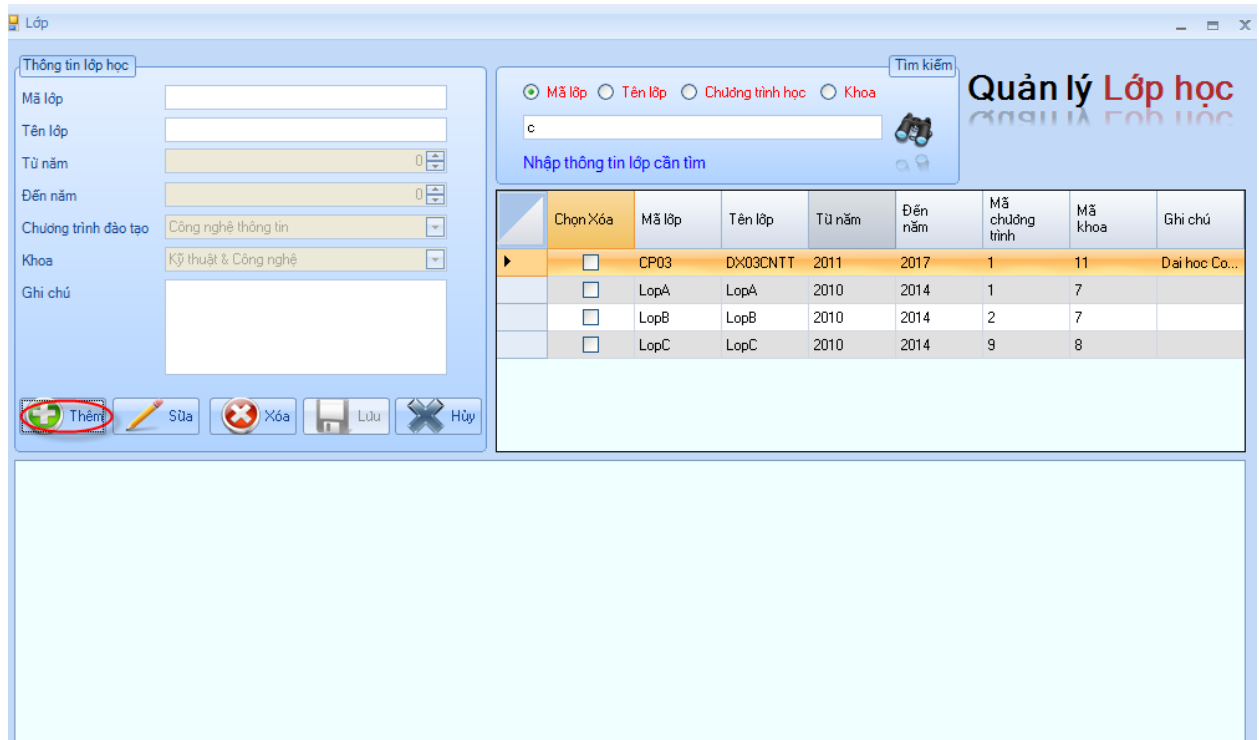 Lớp
Thông tin lớp học
Mã lớp
Tên lớp
Từ năm 0
Đến năm 0
Chương trình đào tạo Công nghệ thông tin
Khoa Kỹ thuật & Công nghệ
Ghi chú
Thêm Sửa Xóa Lưu Hủy
Tìm kiếm
Mã lớp Tên lớp Chương trình học Khoa
c
Nhập thông tin lớp cần tìm
Quản lý Lớp học
Chọn Xóa Mã lớp Tên lớp Từ năm Đến năm Mã chương trình Mã khoa Ghi chú
CP03 DX03CNTT 2011 2017 1 11 Dai hoc Co...
LopA LopA 2010 2014 1 7
LopB LopB 2010 2014 2 7
LopC LopC 2010 2014 9 8